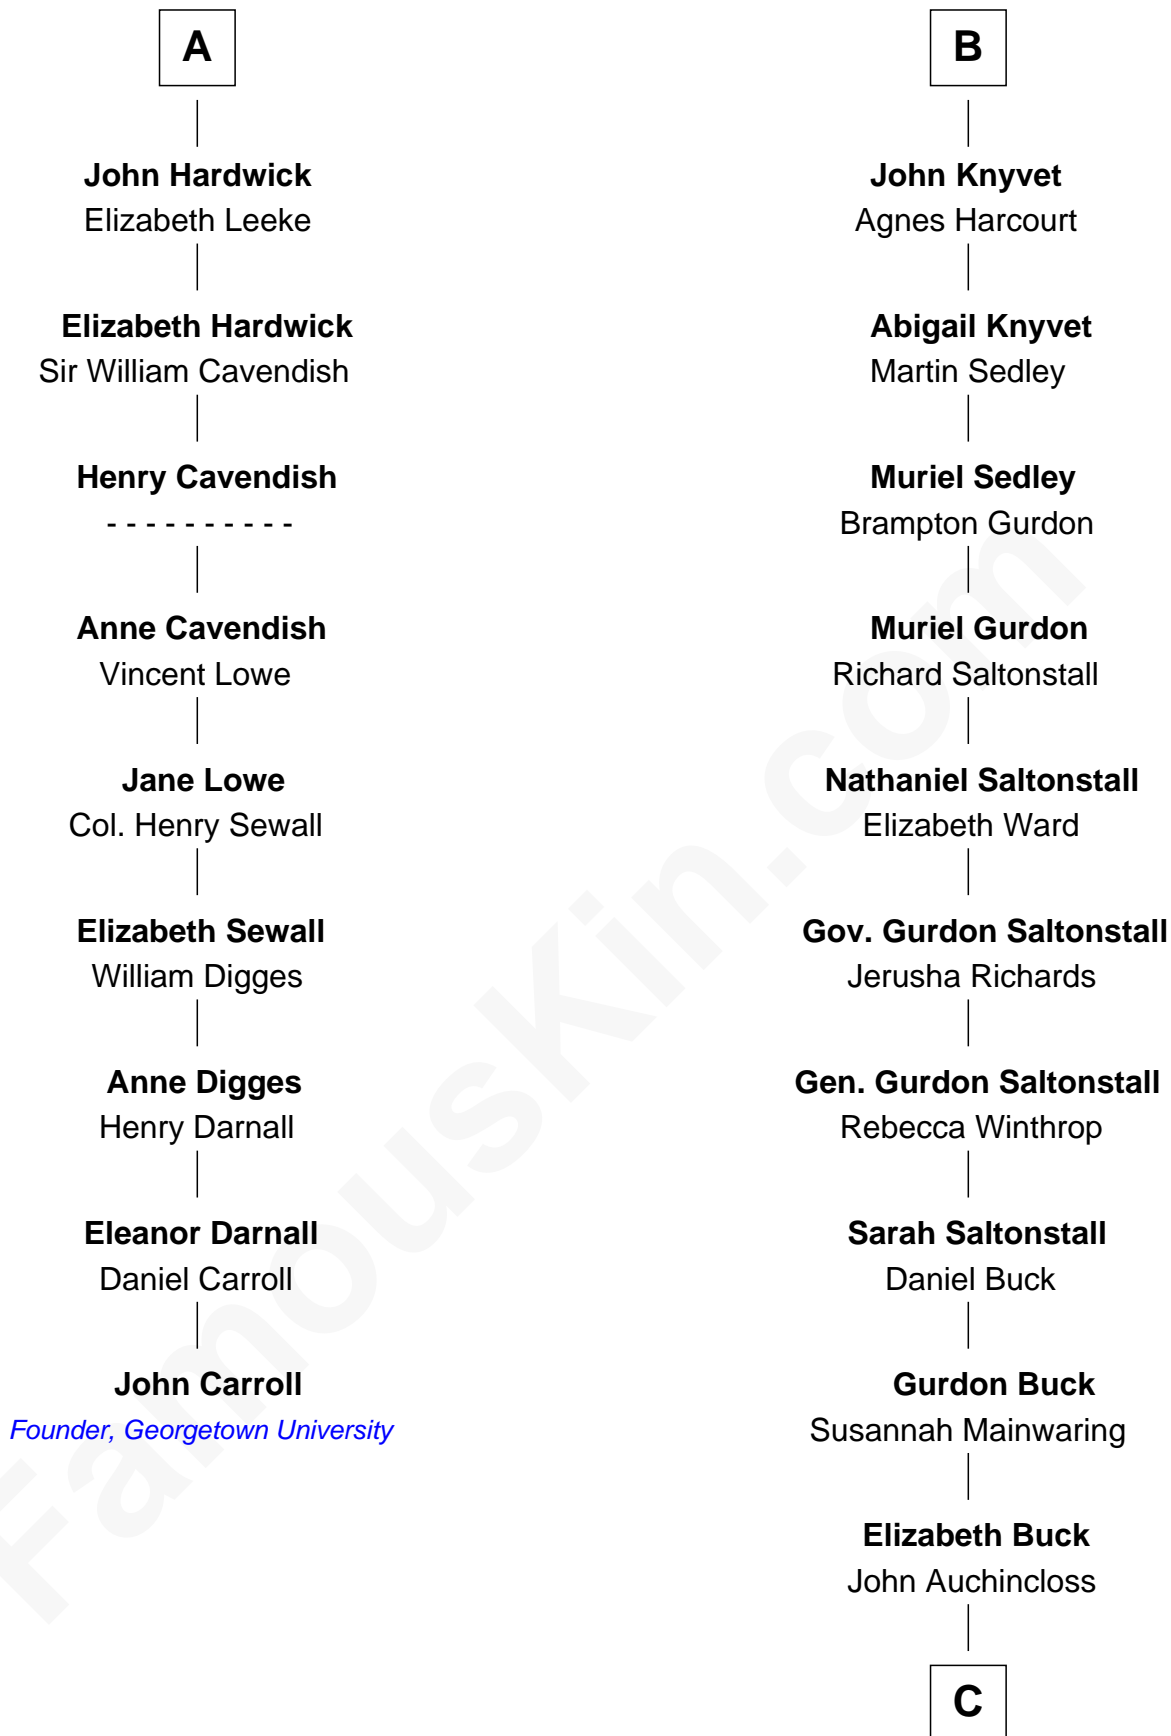 A
John Hardwick
Elizabeth Leeke
Elizabeth Hardwick
Sir William Cavendish
Henry Cavendish
- - - - - - - - - -
Anne Cavendish
Vincent Lowe
Jane Lowe
Col. Henry Sewall
Elizabeth Sewall
William Digges
Anne Digges
Henry Darnall
Eleanor Darnall
Daniel Carroll
John Carroll
Founder, Georgetown University
B
John Knyvet
Agnes Harcourt
Abigail Knyvet
Martin Sedley
Muriel Sedley
Brampton Gurdon
Muriel Gurdon
Richard Saltonstall
Nathaniel Saltonstall
Elizabeth Ward
Gov. Gurdon Saltonstall
Jerusha Richards
Gen. Gurdon Saltonstall
Rebecca Winthrop
Sarah Saltonstall
Daniel Buck
Gurdon Buck
Susannah Mainwaring
Elizabeth Buck
John Auchincloss
C
FamousKin.com